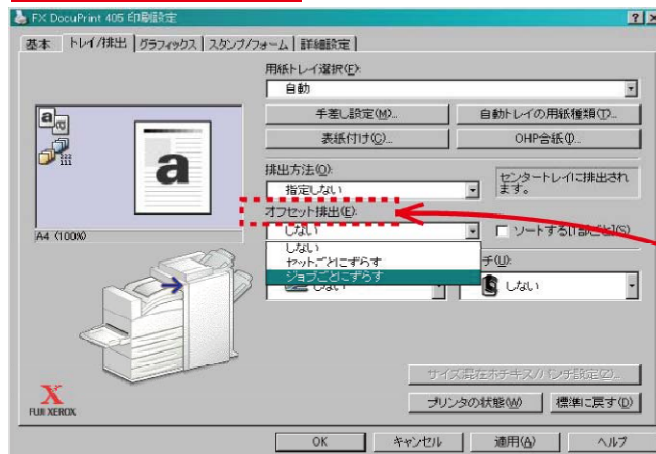 FX DocuPrint 405 印刷設定
基本
トレイ/排出
グラフィックス
スタンプ/フォーム
詳細設定
用紙トレイ選択(F):
自動
手差し設定(M)...
自動トレイの用紙種類(T)...
表紙付け(C)...
OHP合紙(I)...
排出方法(O):
指定しない
センタートレイに排出され
ます。
オフセット排出(E):
しない
ソートする[1部ごと](S)
しない
セットごとにずらす
ジョブごとにずらす
チ(U):
しない
しない
a
A4 (100%)
サイズ混在ホチキス/パンチ設定(Z)...
プリンタの状態(W)
標準に戻す(D)
X
FUJI XEROX
OK
キャンセル
適用(A)
ヘルプ